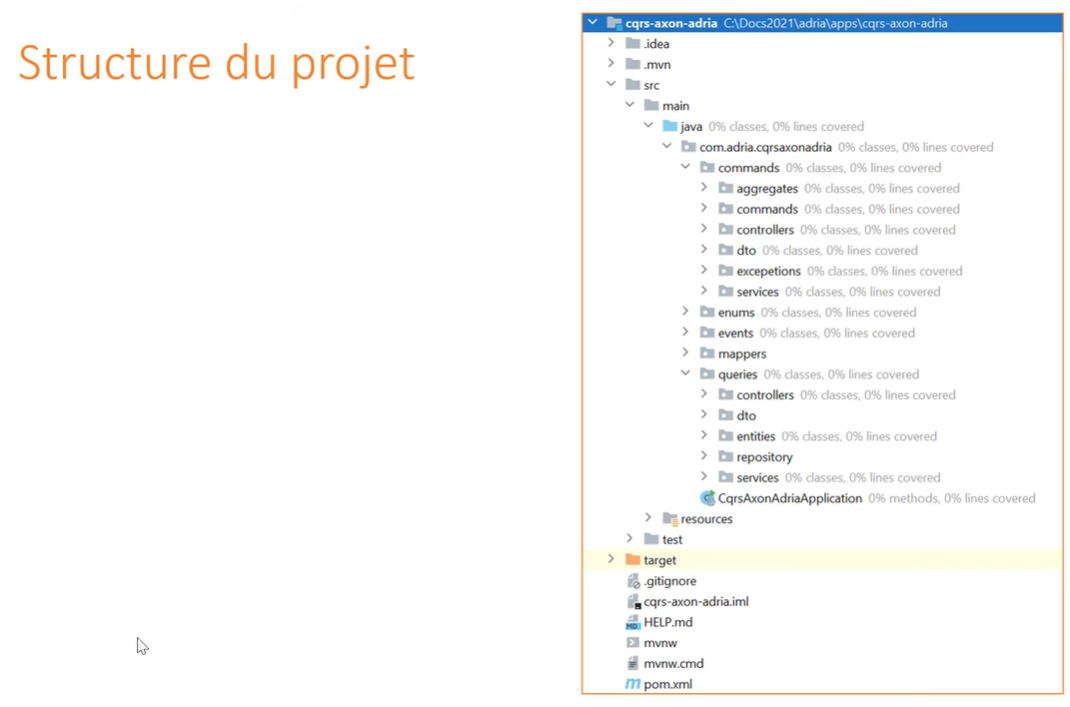 Structure du projet
cqrs-axon-adria C:\Docs2021\adria\apps\cqrs-axon-adria
.idea
.mvn
src
main
java 0% classes, 0% lines covered
com.adria.cqrsaxonadria 0% classes, 0% lines covered
commands 0% classes, 0% lines covered
aggregates 0% classes, 0% lines covered
commands 0% classes, 0% lines covered
controllers 0% classes, 0% lines covered
dto 0% classes, 0% lines covered
excepetions 0% classes, 0% lines covered
services 0% classes, 0% lines covered
enums 0% classes, 0% lines covered
events 0% classes, 0% lines covered
mappers
queries 0% classes, 0% lines covered
controllers 0% classes, 0% lines covered
dto
entities 0% classes, 0% lines covered
repository
services 0% classes, 0% lines covered
CqrsAxonAdriaApplication 0% methods, 0% lines covered
resources
test
target
.gitignore
cqrs-axon-adria.iml
HELP.md
mvnw
mvnw.cmd
pom.xml